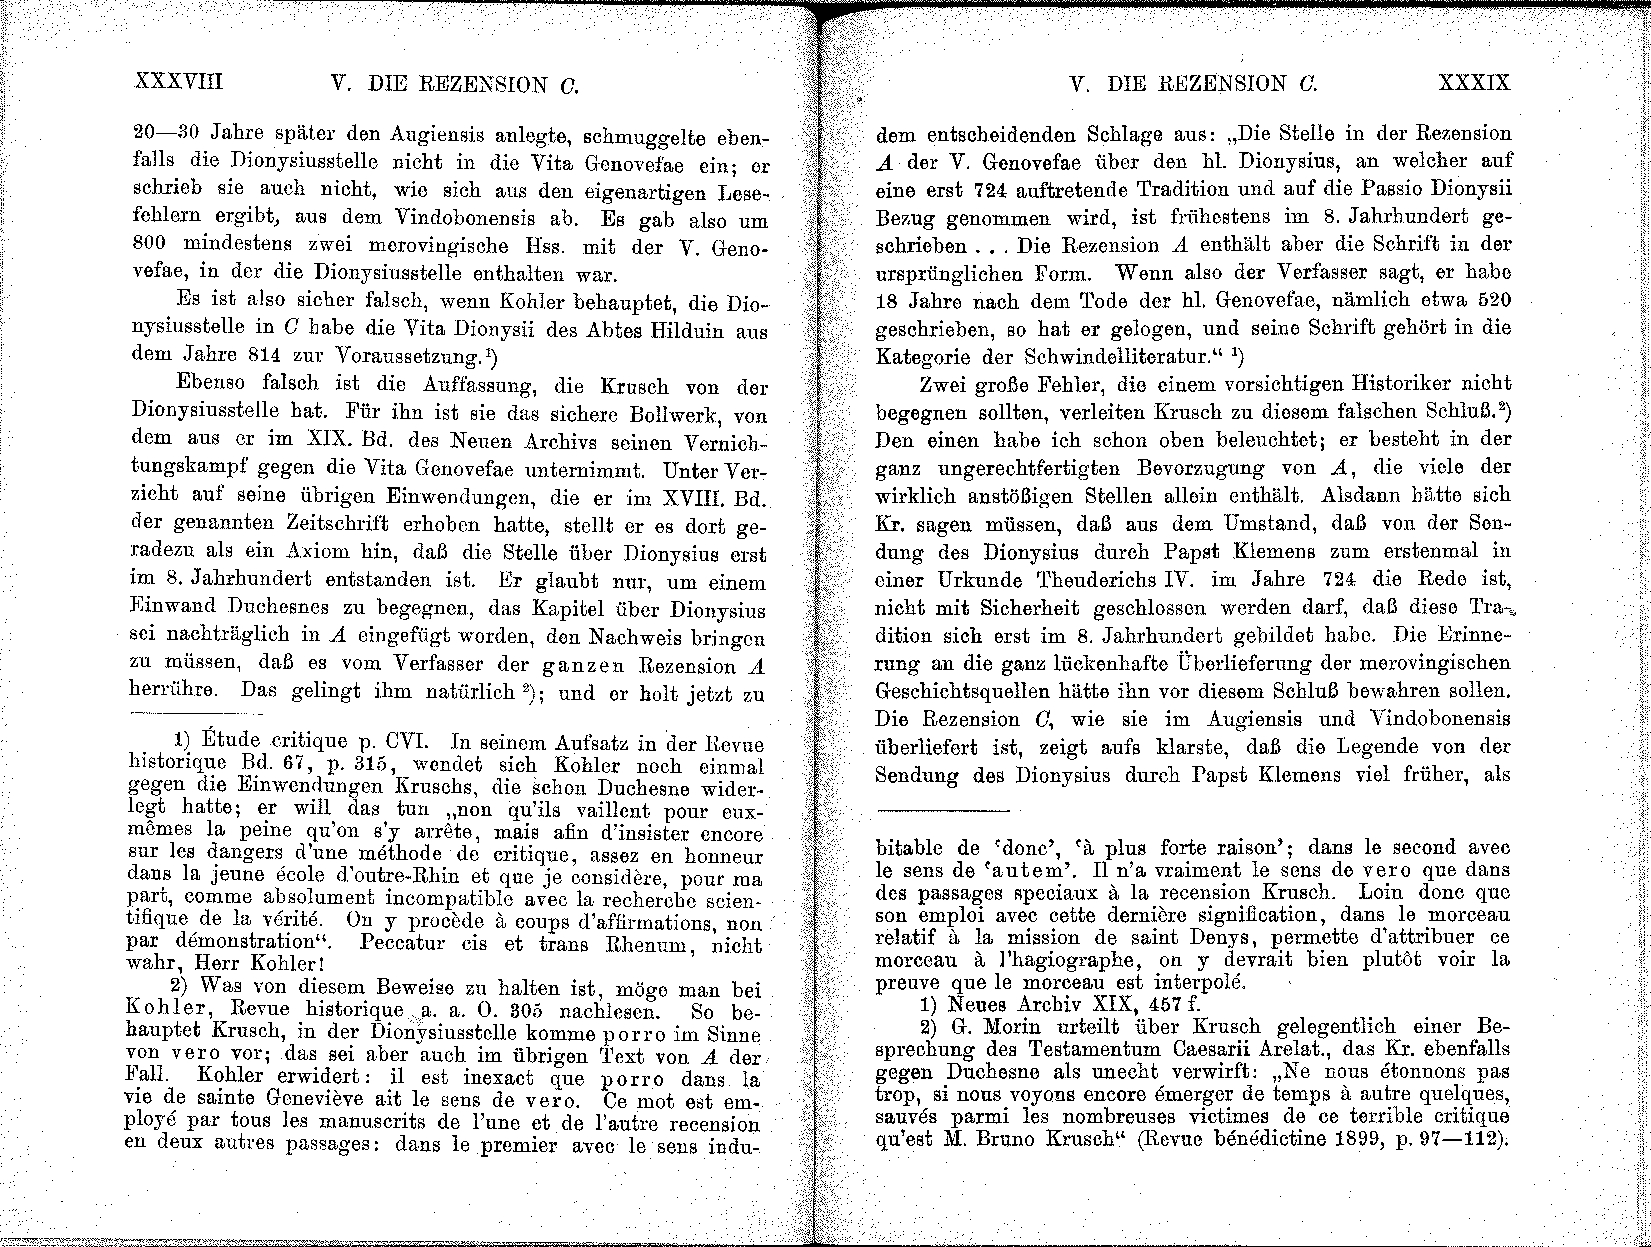 XXXVIII V. DIE REZENSION C.
20—30 Jahre später den Augiensis anlegte, schmuggelte eben-
falls die Dionysiusstelle nicht in die Vita Genovefae ein; er
schrieb sie auch nicht, wie sich aus den eigenartigen Lese-
fehlern ergibt, aus dem Vindobonensis ab. Es gab also um
800 mindestens zwei merovingische Hss. mit der V. Geno-
vefae, in der die Dionysiusstelle enthalten war.
Es ist also sicher falsch, wenn Kohler behauptet, die Dio-
nysiusstelle in C habe die Vita Dionysii des Abtes Hilduin aus
dem Jahre 814 zur Voraussetzung.¹)
Ebenso falsch ist die Auffassung, die Krusch von der
Dionysiusstelle hat. Für ihn ist sie das sichere Bollwerk, von
dem aus er im XIX. Bd. des Neuen Archivs seinen Vernich-
tungskampf gegen die Vita Genovefae unternimmt. Unter Ver-
zicht auf seine übrigen Einwendungen, die er im XVIII. Bd.
der genannten Zeitschrift erhoben hatte, stellt er es dort ge-
radezu als ein Axiom hin, daß die Stelle über Dionysius erst
im 8. Jahrhundert entstanden ist. Er glaubt nur, um einem
Einwand Duchesnes zu begegnen, das Kapitel über Dionysius
sei nachträglich in A eingefügt worden, den Nachweis bringen
zu müssen, daß es vom Verfasser der ganzen Rezension A
herrühre. Das gelingt ihm natürlich ²); und er holt jetzt zu
1) Étude critique p. CVI. In seinem Aufsatz in der Revue
historique Bd. 67, p. 315, wendet sich Kohler noch einmal
gegen die Einwendungen Kruschs, die schon Duchesne wider-
legt hatte; er will das tun „non qu'ils vaillent pour eux-
mêmes la peine qu'on s'y arrête, mais afin d'insister encore
sur les dangers d'une méthode de critique, assez en honneur
dans la jeune école d'outre-Rhin et que je considère, pour ma
part, comme absolument incompatible avec la recherche scien-
tifique de la vérité. On y procède à coups d'affirmations, non
par démonstration“. Peccatur cis et trans Rhenum, nicht
wahr, Herr Kohler!
2) Was von diesem Beweise zu halten ist, möge man bei
Kohler, Revue historique a. a. O. 305 nachlesen. So be-
hauptet Krusch, in der Dionysiusstelle komme porro im Sinne
von vero vor; das sei aber auch im übrigen Text von A der
Fall. Kohler erwidert: il est inexact que porro dans la
vie de sainte Geneviève ait le sens de vero. Ce mot est em-
ployé par tous les manuscrits de l'une et de l'autre recension
en deux autres passages: dans le premier avec le sens indu-
V. DIE REZENSION C. XXXIX
dem entscheidenden Schlage aus: „Die Stelle in der Rezension
A der V. Genovefae über den hl. Dionysius, an welcher auf
eine erst 724 auftretende Tradition und auf die Passio Dionysii
Bezug genommen wird, ist frühestens im 8. Jahrhundert ge-
schrieben . . . Die Rezension A enthält aber die Schrift in der
ursprünglichen Form. Wenn also der Verfasser sagt, er habe
18 Jahre nach dem Tode der hl. Genovefae, nämlich etwa 520
geschrieben, so hat er gelogen, und seine Schrift gehört in die
Kategorie der Schwindelliteratur.“ ¹)
Zwei große Fehler, die einem vorsichtigen Historiker nicht
begegnen sollten, verleiten Krusch zu diesem falschen Schluß.²)
Den einen habe ich schon oben beleuchtet; er besteht in der
ganz ungerechtfertigten Bevorzugung von A, die viele der
wirklich anstößigen Stellen allein enthält. Alsdann hätte sich
Kr. sagen müssen, daß aus dem Umstand, daß von der Sen-
dung des Dionysius durch Papst Klemens zum erstenmal in
einer Urkunde Theuderichs IV. im Jahre 724 die Rede ist,
nicht mit Sicherheit geschlossen werden darf, daß diese Tra-
dition sich erst im 8. Jahrhundert gebildet habe. Die Erinne-
rung an die ganz lückenhafte Überlieferung der merovingischen
Geschichtsquellen hätte ihn vor diesem Schluß bewahren sollen.
Die Rezension C, wie sie im Augiensis und Vindobonensis
überliefert ist, zeigt aufs klarste, daß die Legende von der
Sendung des Dionysius durch Papst Klemens viel früher, als
bitable de ‘donc’, ‘à plus forte raison’; dans le second avec
le sens de ‘autem’. Il n'a vraiment le sens de vero que dans
des passages speciaux à la recension Krusch. Loin donc que
son emploi avec cette dernière signification, dans le morceau
relatif à la mission de saint Denys, permette d'attribuer ce
morceau à l'hagiographe, on y devrait bien plutôt voir la
preuve que le morceau est interpolé.
1) Neues Archiv XIX, 457 f.
2) G. Morin urteilt über Krusch gelegentlich einer Be-
sprechung des Testamentum Caesarii Arelat., das Kr. ebenfalls
gegen Duchesne als unecht verwirft: „Ne nous étonnons pas
trop, si nous voyons encore émerger de temps à autre quelques,
sauvés parmi les nombreuses victimes de ce terrible critique
qu'est M. Bruno Krusch“ (Revue bénédictine 1899, p. 97—112).